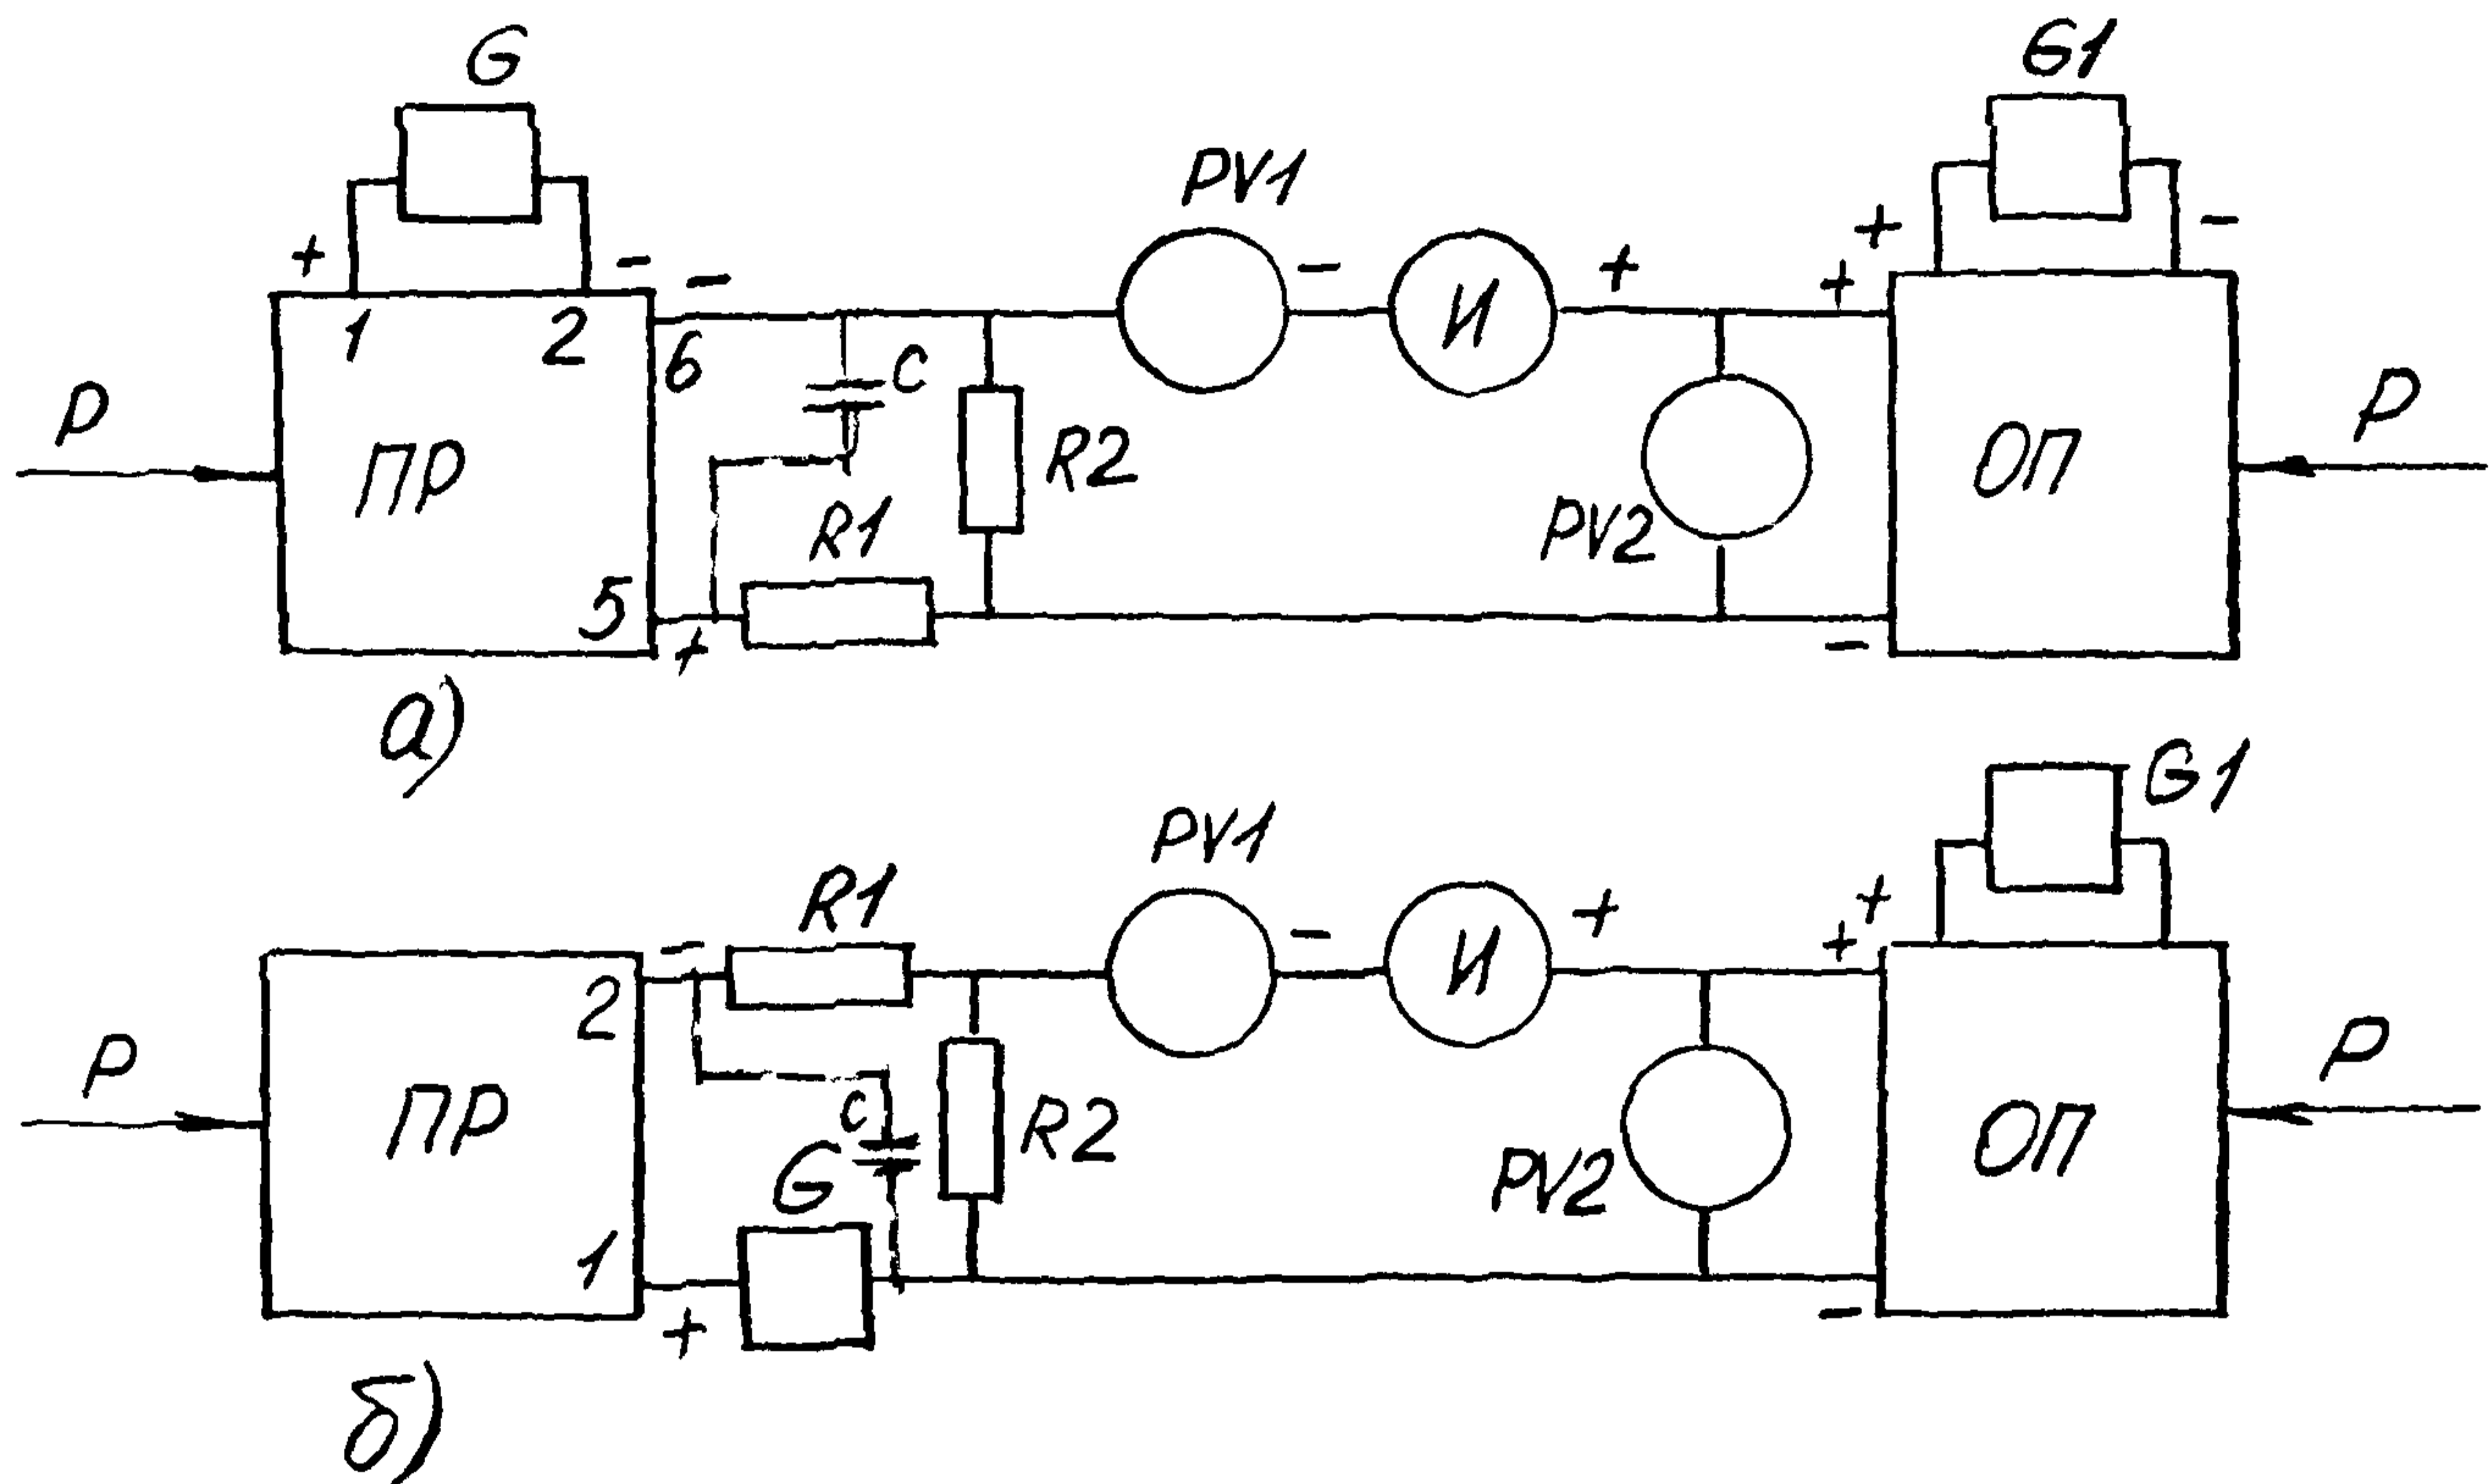 G
G1
PV1
+ - - - + + + -
1 2 6 C И
P ПР R2 ОП P
R1 PV2
5
+ -
а)
G1
PV1
R1
- - + + +
2 И
P ПР C R2 ОП P
G PV2
1
+ -
б)